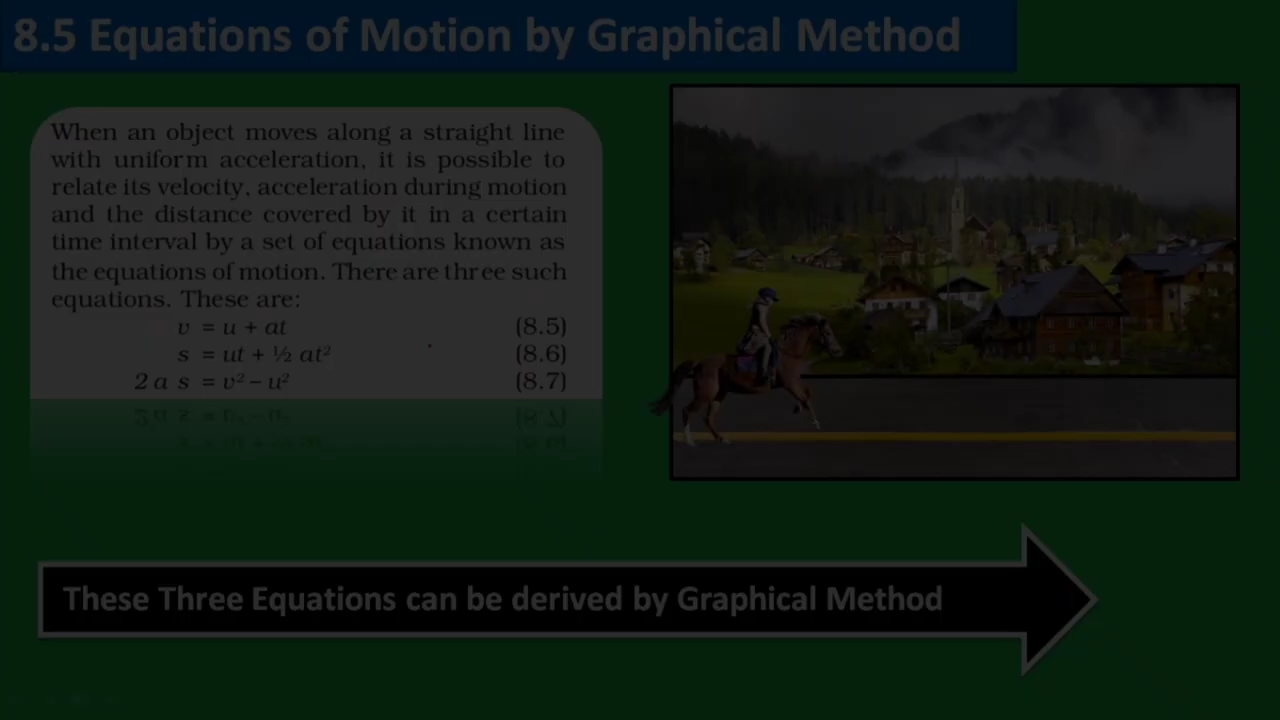 8.5 Equations of Motion by Graphical Method
When an object moves along a straight line
with uniform acceleration, it is possible to
relate its velocity, acceleration during motion
and the distance covered by it in a certain
time interval by a set of equations known as
the equations of motion. There are three such
equations. These are:
v = u + at (8.5)
s = ut + ½ at² (8.6)
2 a s = v² – u² (8.7)
These Three Equations can be derived by Graphical Method